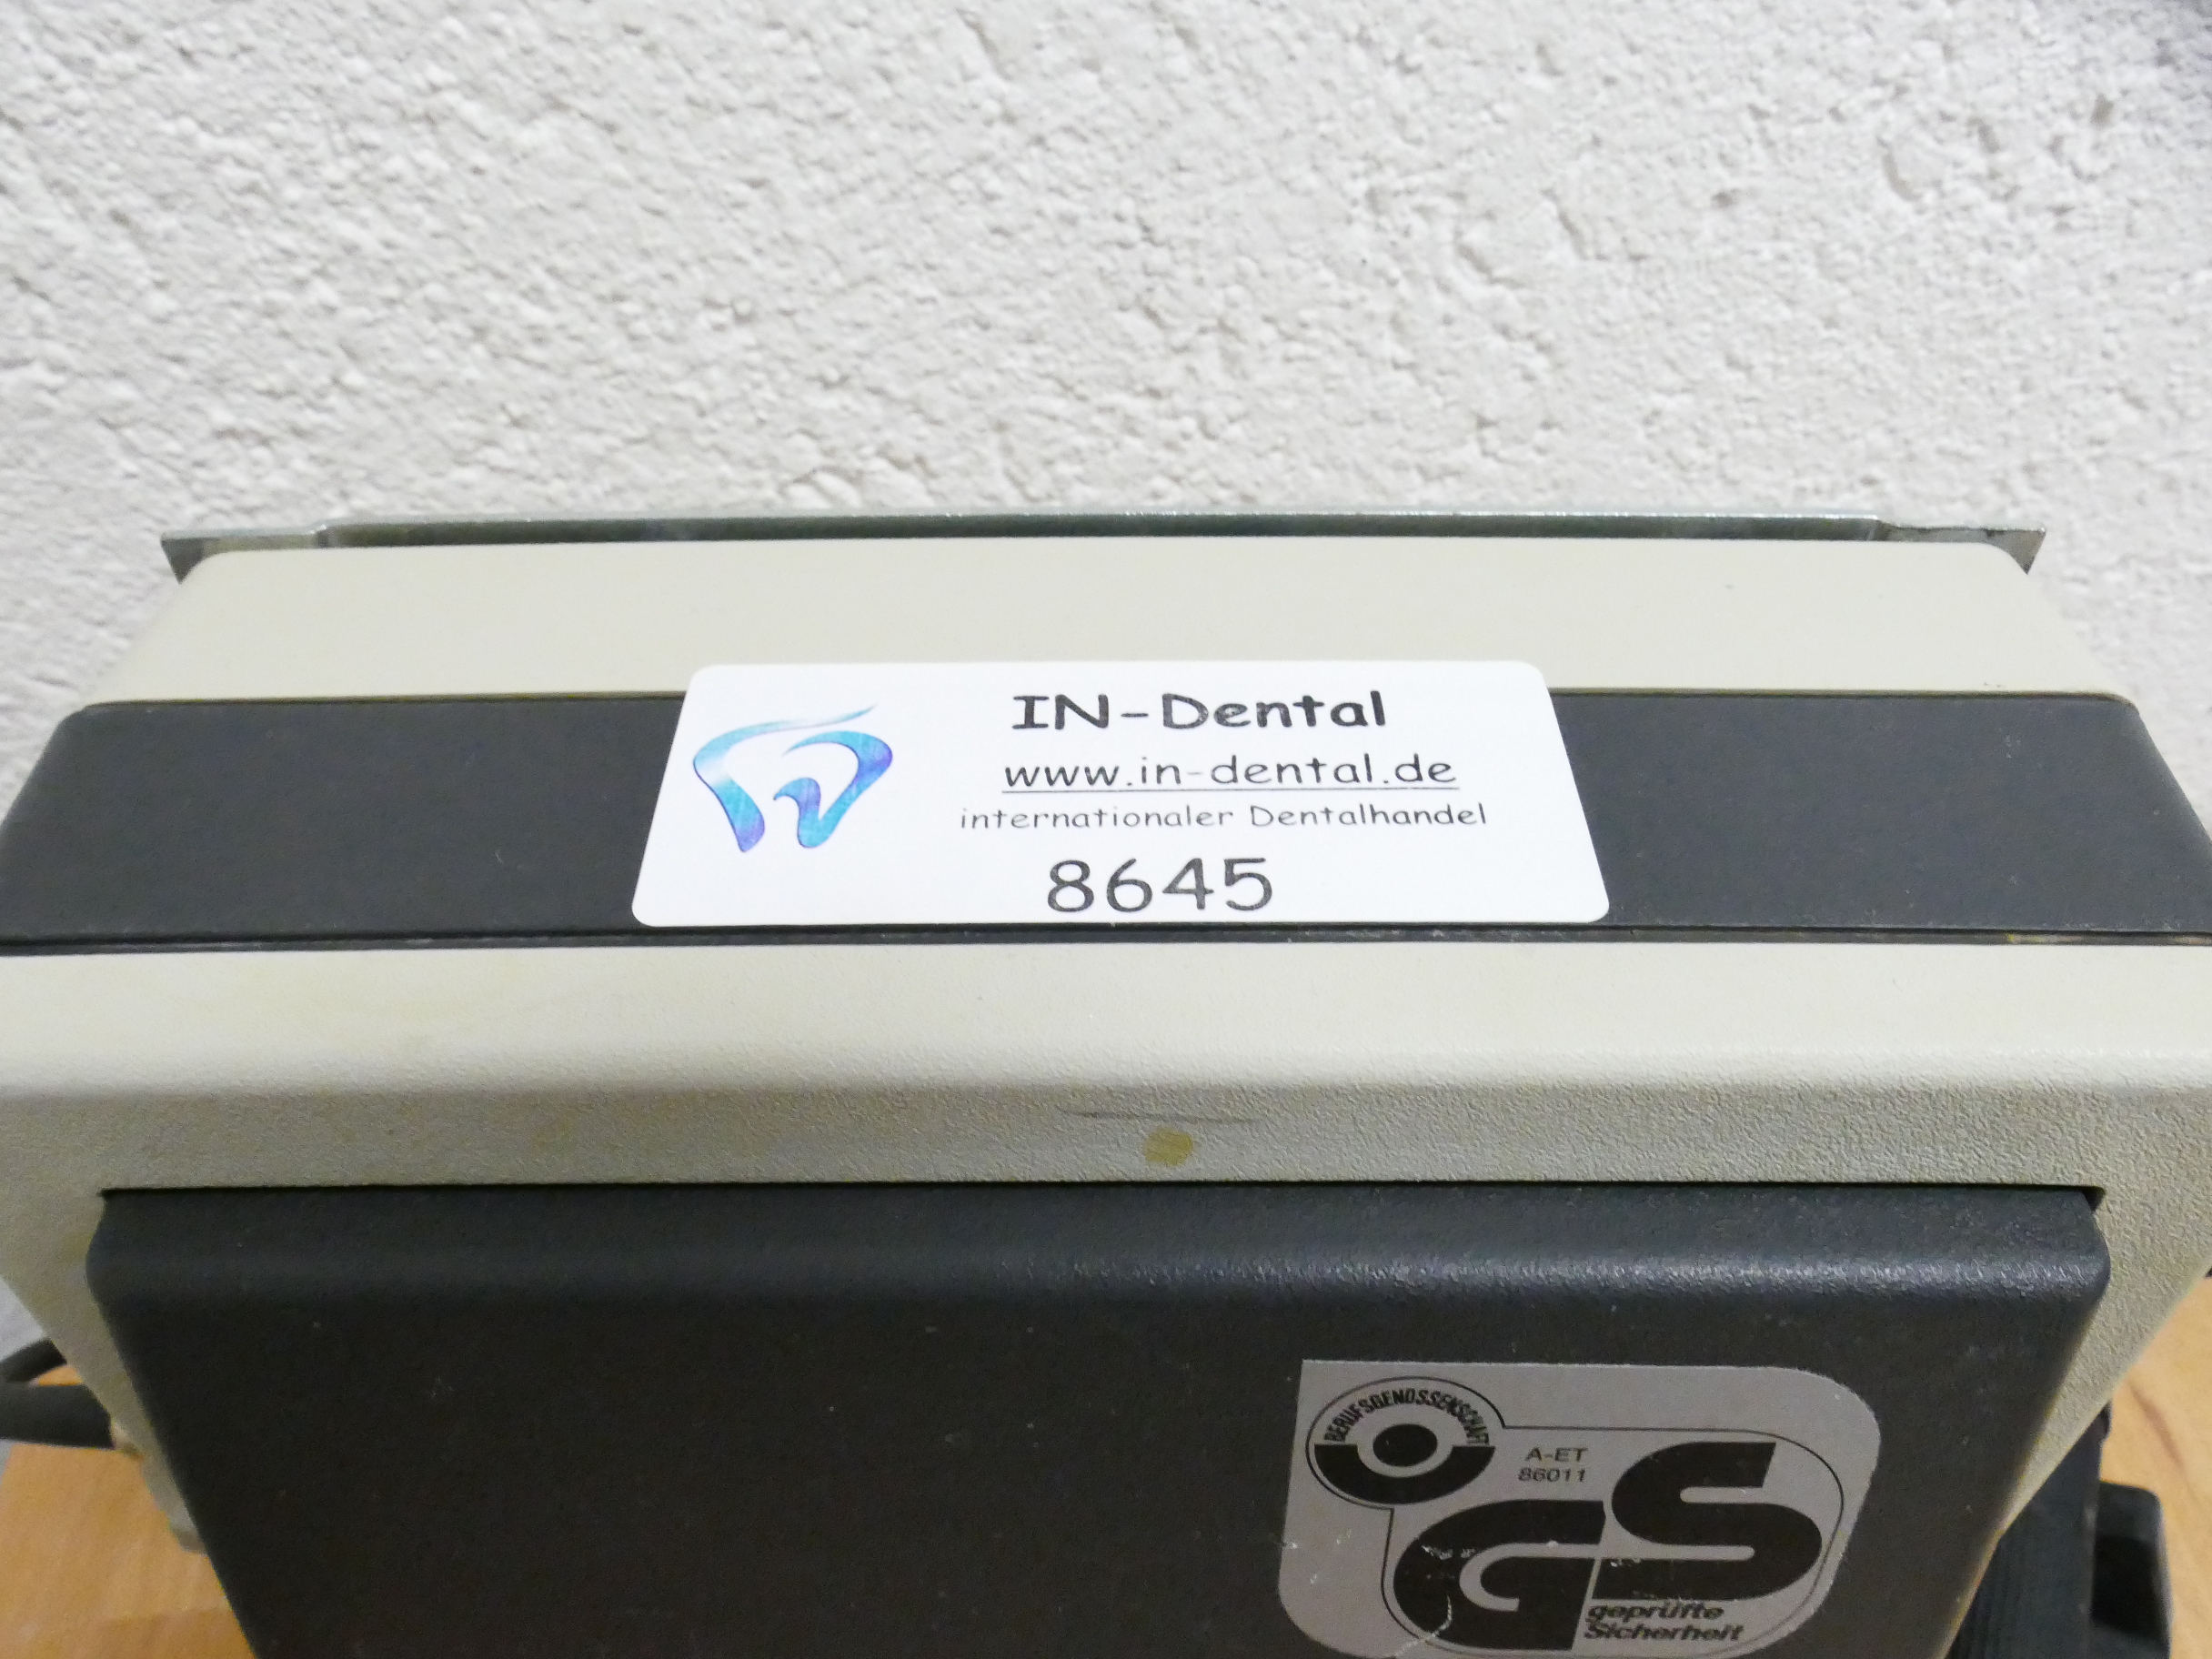 IN-Dental
www.in-dental.de
internationaler Dentalhandel
8645
BERUFSGENOSSENSCHAFT
A-ET
86011
GS
geprüfte
Sicherheit